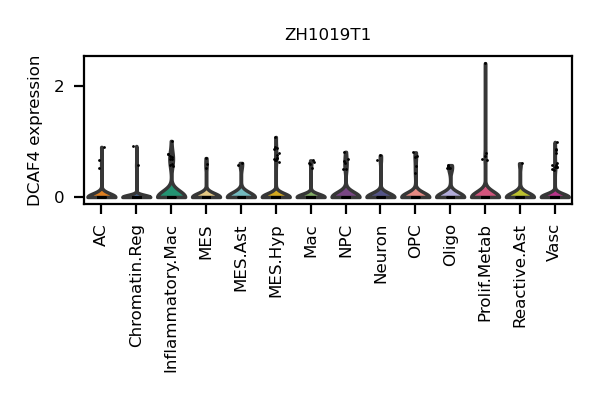 ZH1019T1
DCAF4 expression
2
0
AC
Chromatin.Reg
Inflammatory.Mac
MES
MES.Ast
MES.Hyp
Mac
NPC
Neuron
OPC
Oligo
Prolif.Metab
Reactive.Ast
Vasc